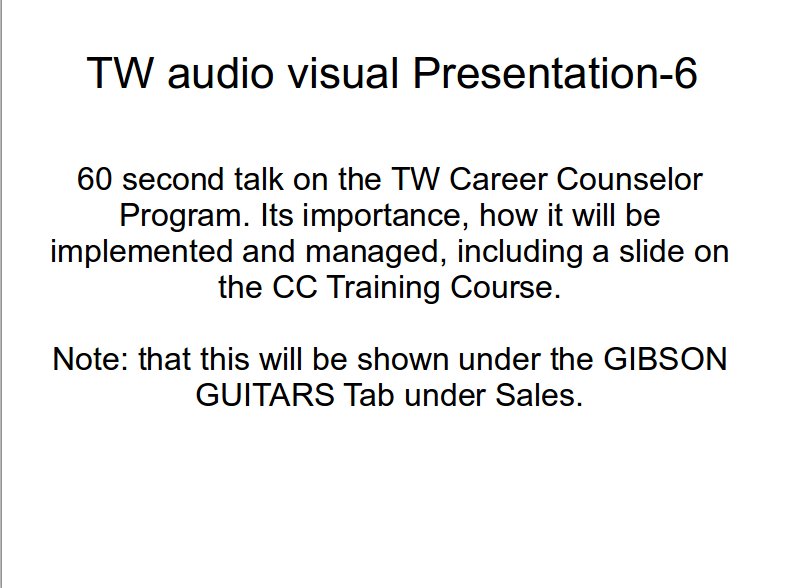 TW audio visual Presentation-6
60 second talk on the TW Career Counselor
Program. Its importance, how it will be
implemented and managed, including a slide on
the CC Training Course.
Note: that this will be shown under the GIBSON
GUITARS Tab under Sales.